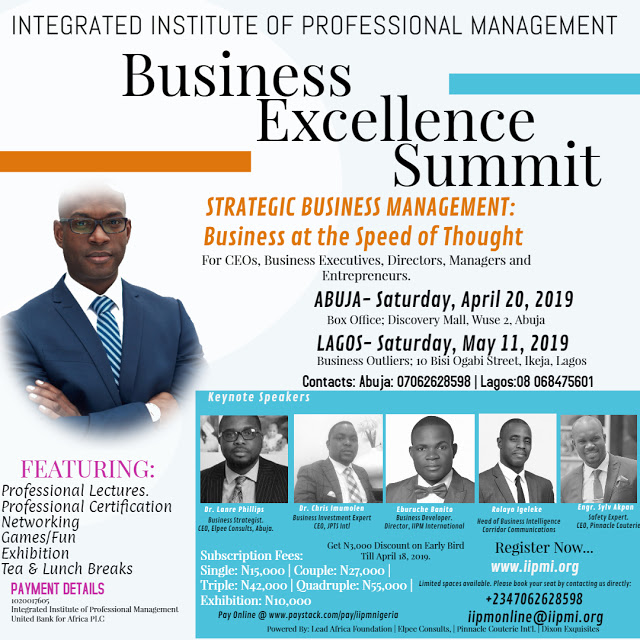 INTEGRATED INSTITUTE OF PROFESSIONAL MANAGEMENT
Business
Excellence
Summit
STRATEGIC BUSINESS MANAGEMENT:
Business at the Speed of Thought
For CEOs, Business Executives, Directors, Managers and
Entrepreneurs.
ABUJA- Saturday, April 20, 2019
Box Office; Discovery Mall, Wuse 2, Abuja
LAGOS- Saturday, May 11, 2019
Business Outliers; 10 Bisi Ogabi Street, Ikeja, Lagos
Contacts: Abuja: 07062628598 | Lagos:08 068475601
Keynote Speakers
Dr. Lanre Phillips
Business Strategist.
CEO, Elpee Consults, Abuja.
Dr. Chris Imumolen
Business Investment Expert
CEO, JPTS Intl
Eburuche Banito
Business Developer.
Director, IIPM International
Kolayo Igeleke
Head of Business Intelligence
Corridor Communications
Engr. Sylv Akpan
Safety Expert.
CEO, Pinnacle Couterie
FEATURING:
Professional Lectures.
Professional Certification
Networking
Games/Fun
Exhibition
Tea & Lunch Breaks
PAYMENT DETAILS
1020017605
Integrated Institute of Professional Management
United Bank for Africa PLC
Subscription Fees:
Single: N15,000 | Couple: N27,000 |
Triple: N42,000 | Quadruple: N55,000 |
Exhibition: N10,000
Pay Online @ www.paystack.com/pay/iipmnigeria
Get N3,000 Discount on Early Bird
Till April 18, 2019.
Register Now...
www.iipmi.org
Limited spaces available. Please book your seat by contacting us directly:
+2347062628598
iipmonline@iipmi.org
Powered By: Lead Africa Foundation | Elpee Consults, | Pinnacle Couterie Int'l. | Dixon Exquisites